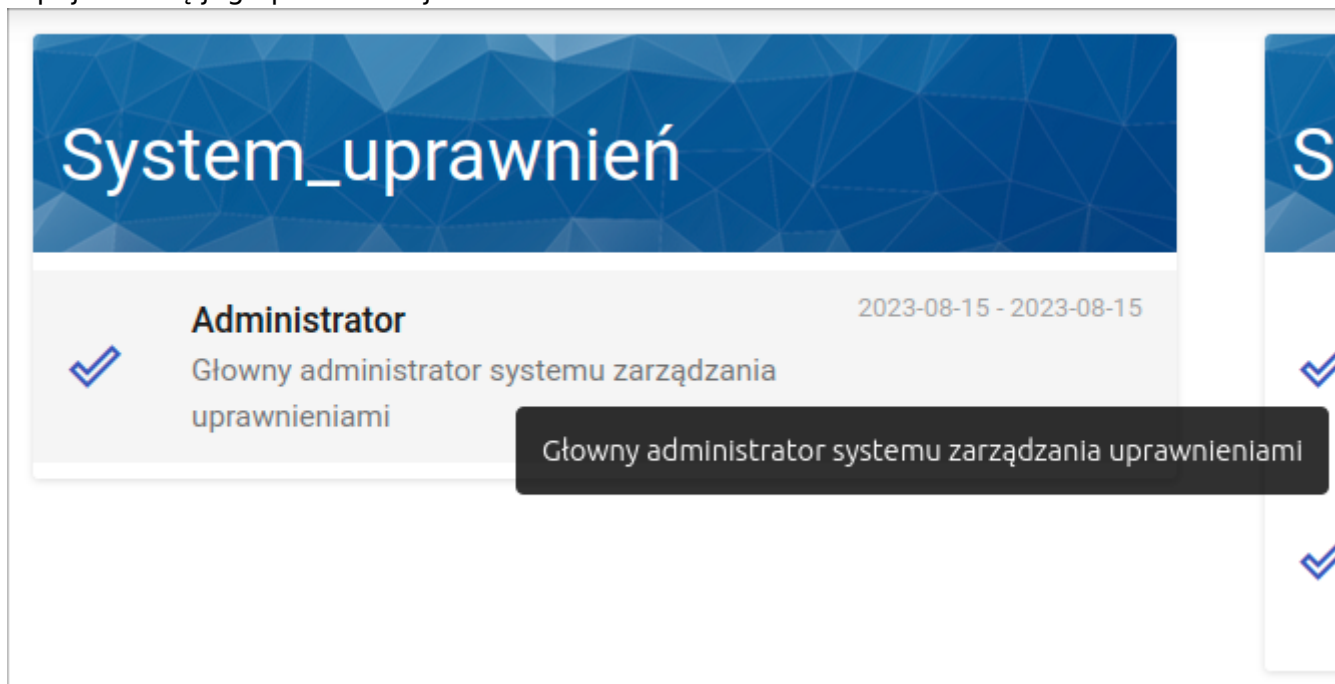 System_uprawnień
S
Administrator
2023-08-15 - 2023-08-15
Głowny administrator systemu zarządzania
uprawnieniami
Głowny administrator systemu zarządzania uprawnieniami